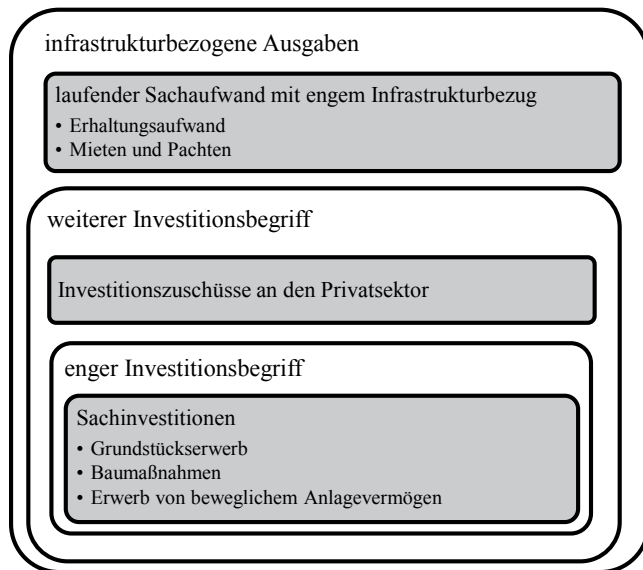 infrastrukturbezogene Ausgaben
laufender Sachaufwand mit engem Infrastrukturbezug
• Erhaltungsaufwand
• Mieten und Pachten
weiterer Investitionsbegriff
Investitionszuschüsse an den Privatsektor
enger Investitionsbegriff
Sachinvestitionen
• Grundstückserwerb
• Baumaßnahmen
• Erwerb von beweglichem Anlagevermögen